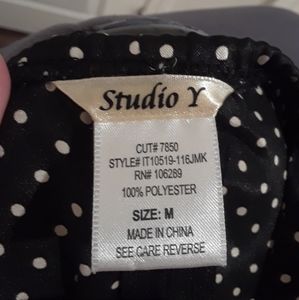 Studio Y
CUT# 7850
STYLE# IT10519-116JMK
RN# 106289
100% POLYESTER
SIZE: M
MADE IN CHINA
SEE CARE REVERSE